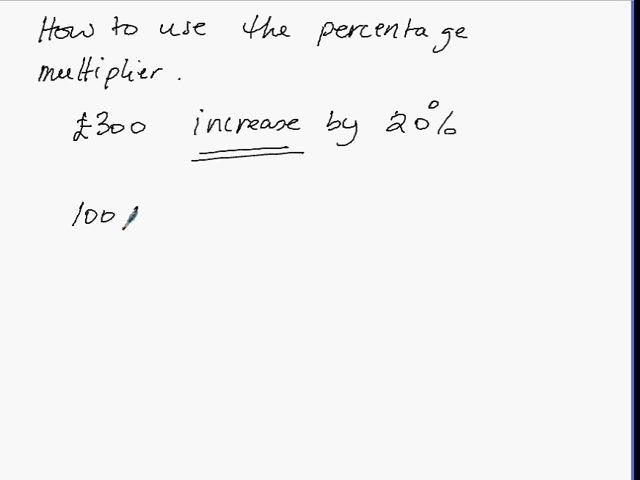 How to use the percentage
multiplier.
£300 increase by 20%
100